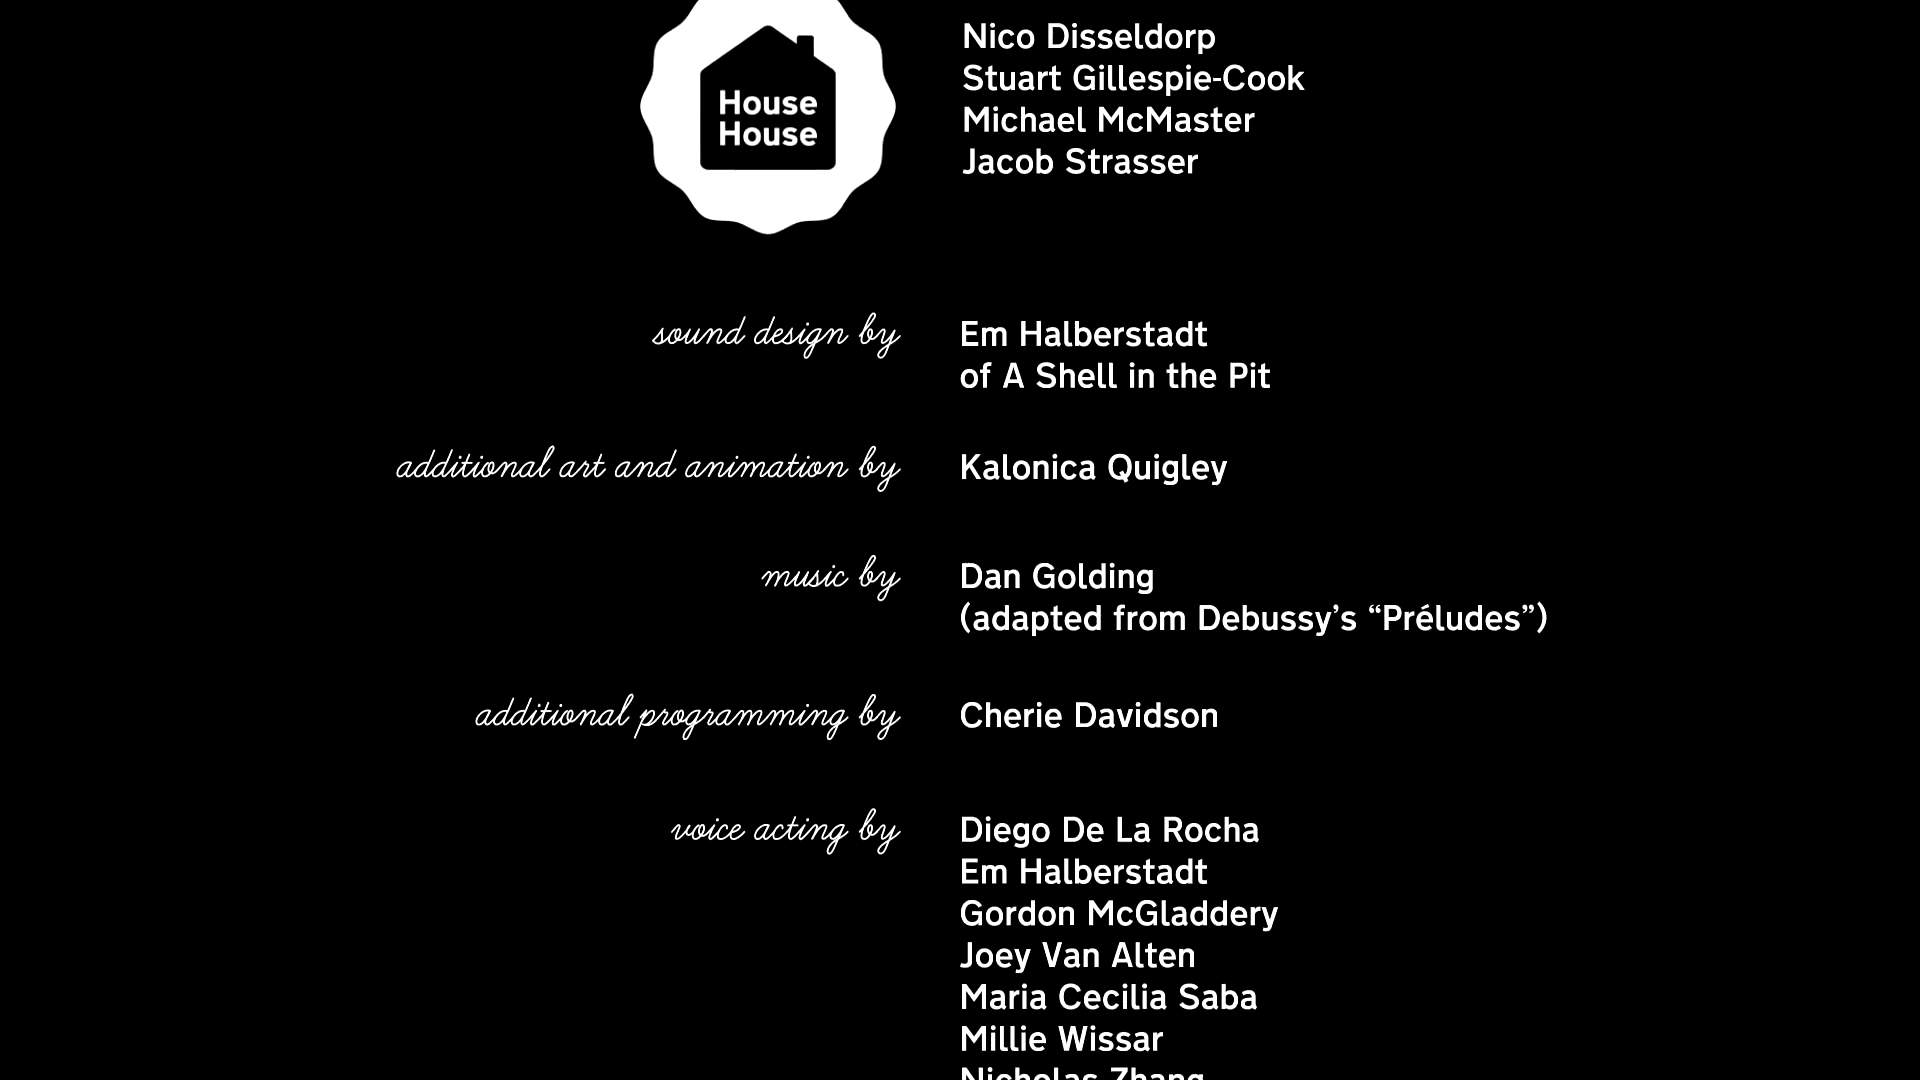 House
House
Nico Disseldorp
Stuart Gillespie-Cook
Michael McMaster
Jacob Strasser
sound design by
Em Halberstadt
of A Shell in the Pit
additional art and animation by
Kalonica Quigley
music by
Dan Golding
(adapted from Debussy’s “Préludes”)
additional programming by
Cherie Davidson
voice acting by
Diego De La Rocha
Em Halberstadt
Gordon McGladdery
Joey Van Alten
Maria Cecilia Saba
Millie Wissar
Nicholas Zhang